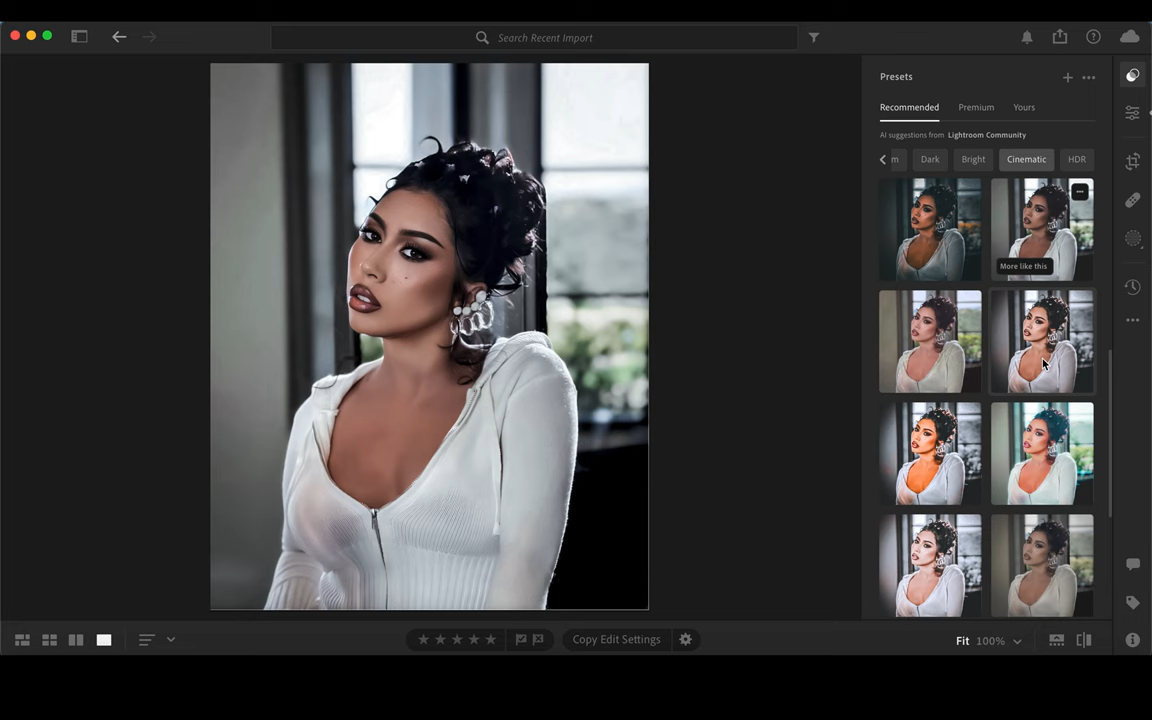 Search Recent Import
Presets
Recommended Premium Yours
AI suggestions from Lightroom Community
m Dark Bright Cinematic HDR
More like this
Copy Edit Settings
Fit 100%